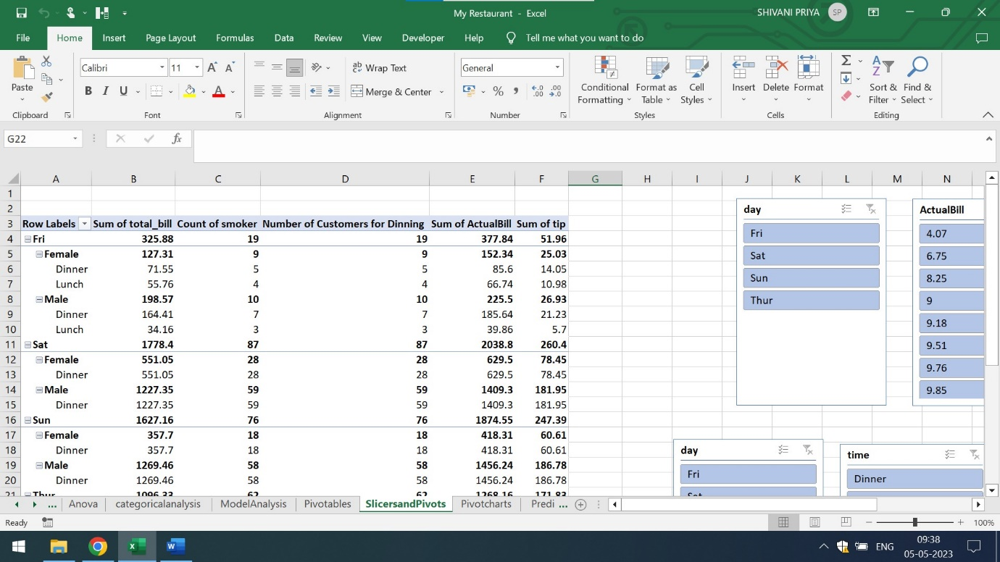 My Restaurant - Excel
SHIVANI PRIYA SP
File Home Insert Page Layout Formulas Data Review View Developer Help Tell me what you want to do
Paste
Clipboard
Calibri 11 A A
B I U A
Font
ab Wrap Text
Merge & Center
Alignment
General
% ,
Number
Conditional Formatting
Format as Table
Cell Styles
Styles
Insert Delete Format
Cells
Sort & Filter
Find & Select
Editing
G22 fx
A B C D E F G H I J K L M N
1
2
3 Row Labels Sum of total_bill Count of smoker Number of Customers for Dinning Sum of ActualBill Sum of tip
4 Fri 325.88 19 19 377.84 51.96
5 Female 127.31 9 9 152.34 25.03
6 Dinner 71.55 5 5 85.6 14.05
7 Lunch 55.76 4 4 66.74 10.98
8 Male 198.57 10 10 225.5 26.93
9 Dinner 164.41 7 7 185.64 21.23
10 Lunch 34.16 3 3 39.86 5.7
11 Sat 1778.4 87 87 2038.8 260.4
12 Female 551.05 28 28 629.5 78.45
13 Dinner 551.05 28 28 629.5 78.45
14 Male 1227.35 59 59 1409.3 181.95
15 Dinner 1227.35 59 59 1409.3 181.95
16 Sun 1627.16 76 76 1874.55 247.39
17 Female 357.7 18 18 418.31 60.61
18 Dinner 357.7 18 18 418.31 60.61
19 Male 1269.46 58 58 1456.24 186.78
20 Dinner 1269.46 58 58 1456.24 186.78
21 Thur 1096.33 62 62 1268.16 171.83
day
Fri
Sat
Sun
Thur
ActualBill
4.07
6.75
8.25
9
9.18
9.51
9.76
9.85
day
Fri
Sat
time
Dinner
... Anova categoricalanalysis ModelAnalysis Pivotables SlicersandPivots Pivotcharts Predi ...
Ready
100%
ENG
09:38
05-05-2023